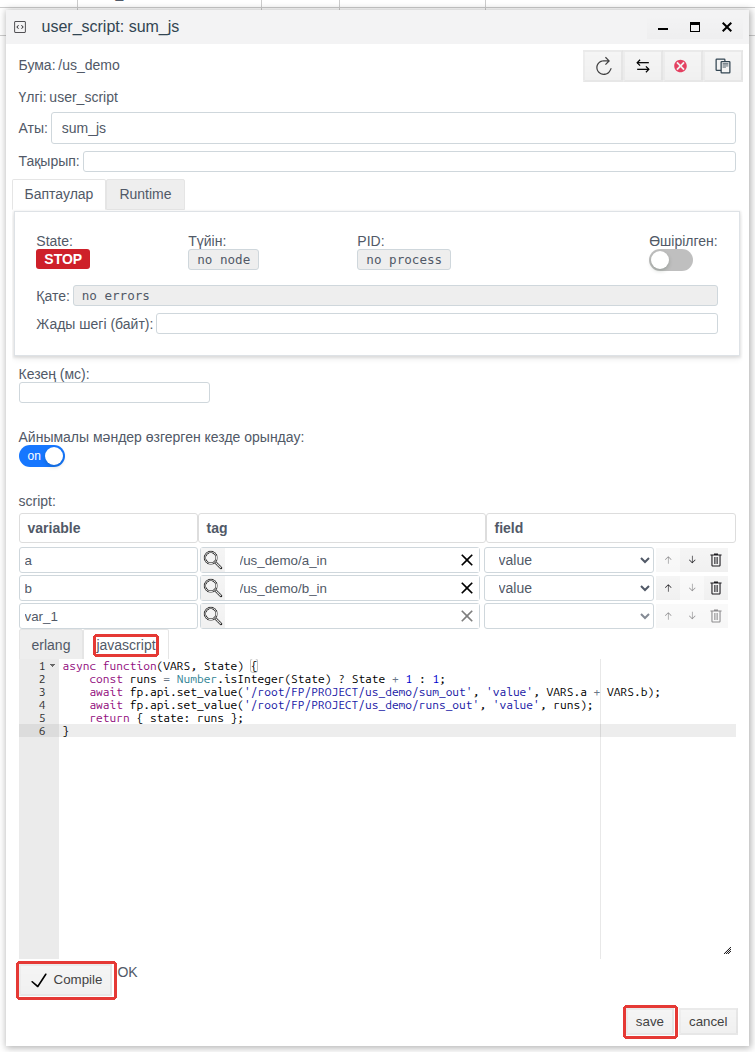 user_script: sum_js
Бума: /us_demo
Үлгі: user_script
Аты: sum_js
Тақырып:
Баптаулар Runtime
State: Түйін: PID: Өшірілген:
STOP no node no process
Қате: no errors
Жады шегі (байт):
Кезең (мс):
Айнымалы мәндер өзгерген кезде орындау:
on
script:
variable tag field
a /us_demo/a_in value
b /us_demo/b_in value
var_1
erlang javascript
1 async function(VARS, State) {
2 const runs = Number.isInteger(State) ? State + 1 : 1;
3 await fp.api.set_value('/root/FP/PROJECT/us_demo/sum_out', 'value', VARS.a + VARS.b);
4 await fp.api.set_value('/root/FP/PROJECT/us_demo/runs_out', 'value', runs);
5 return { state: runs };
6 }
Compile OK
save cancel